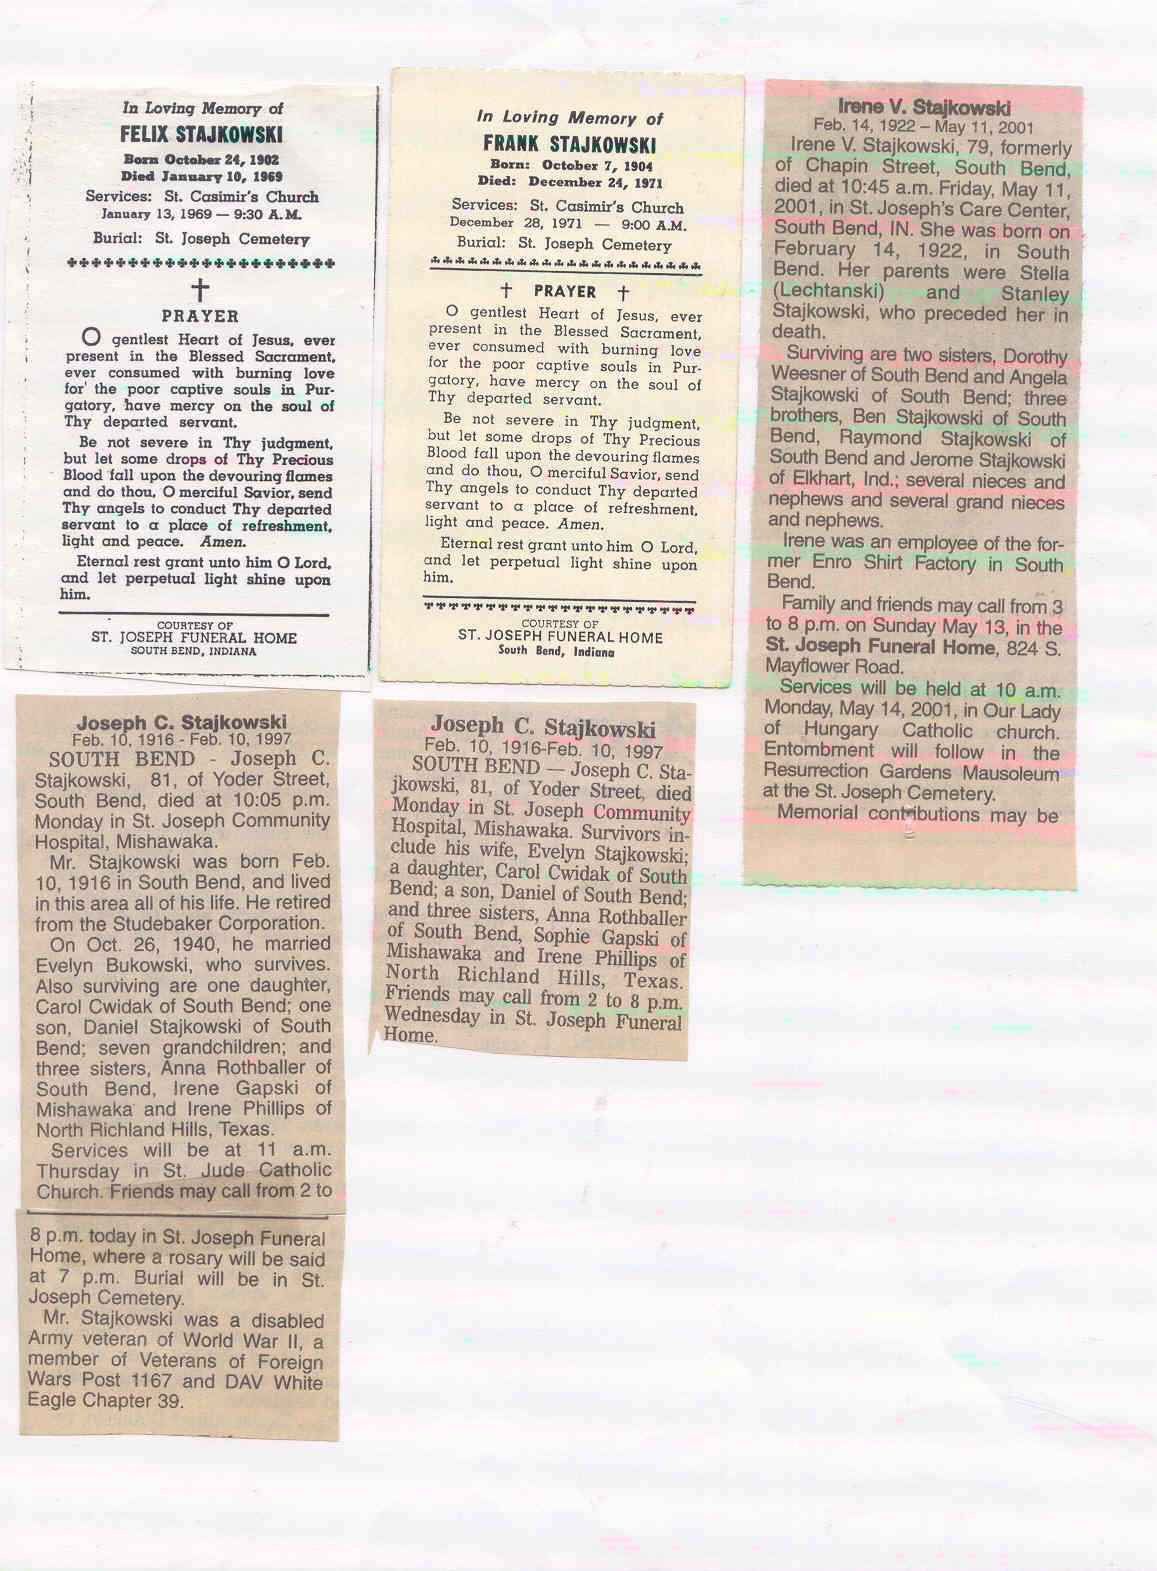 In Loving Memory of
FELIX STAJKOWSKI
Born October 24, 1902
Died January 10, 1969
Services: St. Casimir's Church
January 13, 1969 — 9:30 A.M.
Burial: St. Joseph Cemetery
PRAYER
O gentlest Heart of Jesus, ever
present in the Blessed Sacrament,
ever consumed with burning love
for the poor captive souls in Pur-
gatory, have mercy on the soul of
Thy departed servant.
Be not severe in Thy judgment,
but let some drops of Thy Precious
Blood fall upon the devouring flames
and do thou, O merciful Savior, send
Thy angels to conduct Thy departed
servant to a place of refreshment,
light and peace. Amen.
Eternal rest grant unto him O Lord,
and let perpetual light shine upon
him.
COURTESY OF
ST. JOSEPH FUNERAL HOME
SOUTH BEND, INDIANA
In Loving Memory of
FRANK STAJKOWSKI
Born: October 7, 1904
Died: December 24, 1971
Services: St. Casimir's Church
December 28, 1971 — 9:00 A.M.
Burial: St. Joseph Cemetery
PRAYER
O gentlest Heart of Jesus, ever
present in the Blessed Sacrament,
ever consumed with burning love
for the poor captive souls in Pur-
gatory, have mercy on the soul of
Thy departed servant.
Be not severe in Thy judgment,
but let some drops of Thy Precious
Blood fall upon the devouring flames
and do thou, O merciful Savior, send
Thy angels to conduct Thy departed
servant to a place of refreshment,
light and peace. Amen.
Eternal rest grant unto him O Lord,
and let perpetual light shine upon
him.
COURTESY OF
ST. JOSEPH FUNERAL HOME
South Bend, Indiana
Irene V. Stajkowski
Feb. 14, 1922 – May 11, 2001
Irene V. Stajkowski, 79, formerly
of Chapin Street, South Bend,
died at 10:45 a.m. Friday, May 11,
2001, in St. Joseph's Care Center,
South Bend, IN. She was born on
February 14, 1922, in South
Bend. Her parents were Stella
(Lechtanski) and Stanley
Stajkowski, who preceded her in
death.
Surviving are two sisters, Dorothy
Weesner of South Bend and Angela
Stajkowski of South Bend; three
brothers, Ben Stajkowski of South
Bend, Raymond Stajkowski of
South Bend and Jerome Stajkowski
of Elkhart, Ind.; several nieces and
nephews and several grand nieces
and nephews.
Irene was an employee of the for-
mer Enro Shirt Factory in South
Bend.
Family and friends may call from 3
to 8 p.m. on Sunday May 13, in the
St. Joseph Funeral Home, 824 S.
Mayflower Road.
Services will be held at 10 a.m.
Monday, May 14, 2001, in Our Lady
of Hungary Catholic church.
Entombment will follow in the
Resurrection Gardens Mausoleum
at the St. Joseph Cemetery.
Memorial contributions may be
Joseph C. Stajkowski
Feb. 10, 1916 - Feb. 10, 1997
SOUTH BEND - Joseph C.
Stajkowski, 81, of Yoder Street,
South Bend, died at 10:05 p.m.
Monday in St. Joseph Community
Hospital, Mishawaka.
Mr. Stajkowski was born Feb.
10, 1916 in South Bend, and lived
in this area all of his life. He retired
from the Studebaker Corporation.
On Oct. 26, 1940, he married
Evelyn Bukowski, who survives.
Also surviving are one daughter,
Carol Cwidak of South Bend; one
son, Daniel Stajkowski of South
Bend; seven grandchildren; and
three sisters, Anna Rothballer of
South Bend, Irene Gapski of
Mishawaka and Irene Phillips of
North Richland Hills, Texas.
Services will be at 11 a.m.
Thursday in St. Jude Catholic
Church. Friends may call from 2 to
8 p.m. today in St. Joseph Funeral
Home, where a rosary will be said
at 7 p.m. Burial will be in St.
Joseph Cemetery.
Mr. Stajkowski was a disabled
Army veteran of World War II, a
member of Veterans of Foreign
Wars Post 1167 and DAV White
Eagle Chapter 39.
Joseph C. Stajkowski
Feb. 10, 1916-Feb. 10, 1997
SOUTH BEND — Joseph C. Sta-
jkowski, 81, of Yoder Street, died
Monday in St. Joseph Community
Hospital, Mishawaka. Survivors in-
clude his wife, Evelyn Stajkowski;
a daughter, Carol Cwidak of South
Bend; a son, Daniel of South Bend;
and three sisters, Anna Rothballer
of South Bend, Sophie Gapski of
Mishawaka and Irene Phillips of
North Richland Hills, Texas.
Friends may call from 2 to 8 p.m.
Wednesday in St. Joseph Funeral
Home.